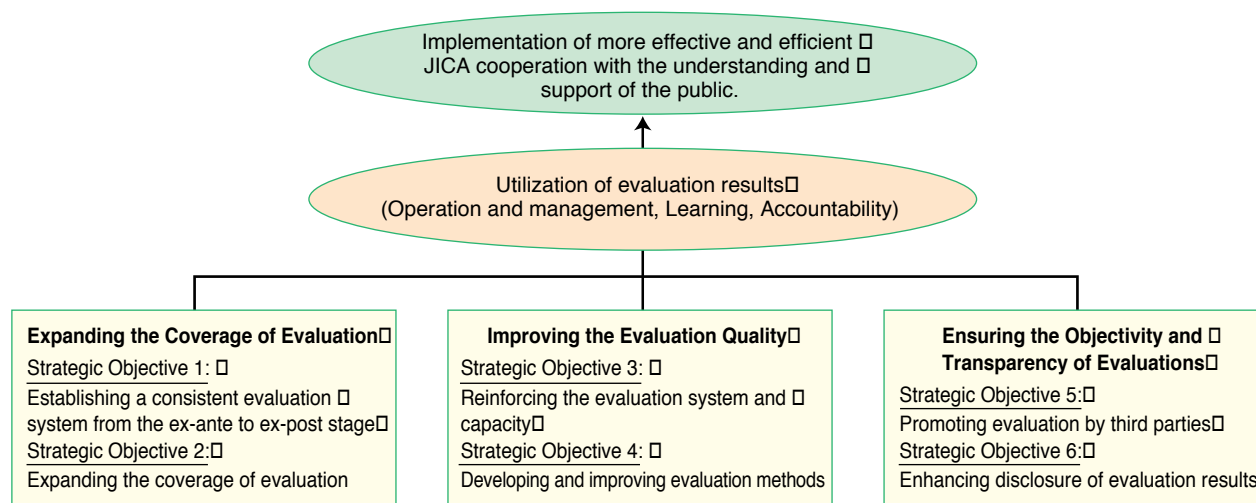 Implementation of more effective and efficient □
JICA cooperation with the understanding and □
support of the public.
Utilization of evaluation results□
(Operation and management, Learning, Accountability)
Expanding the Coverage of Evaluation□
Strategic Objective 1: □
Establishing a consistent evaluation □
system from the ex-ante to ex-post stage□
Strategic Objective 2:□
Expanding the coverage of evaluation
Improving the Evaluation Quality□
Strategic Objective 3: □
Reinforcing the evaluation system and □
capacity□
Strategic Objective 4: □
Developing and improving evaluation methods
Ensuring the Objectivity and □
Transparency of Evaluations□
Strategic Objective 5:□
Promoting evaluation by third parties□
Strategic Objective 6: □
Enhancing disclosure of evaluation results